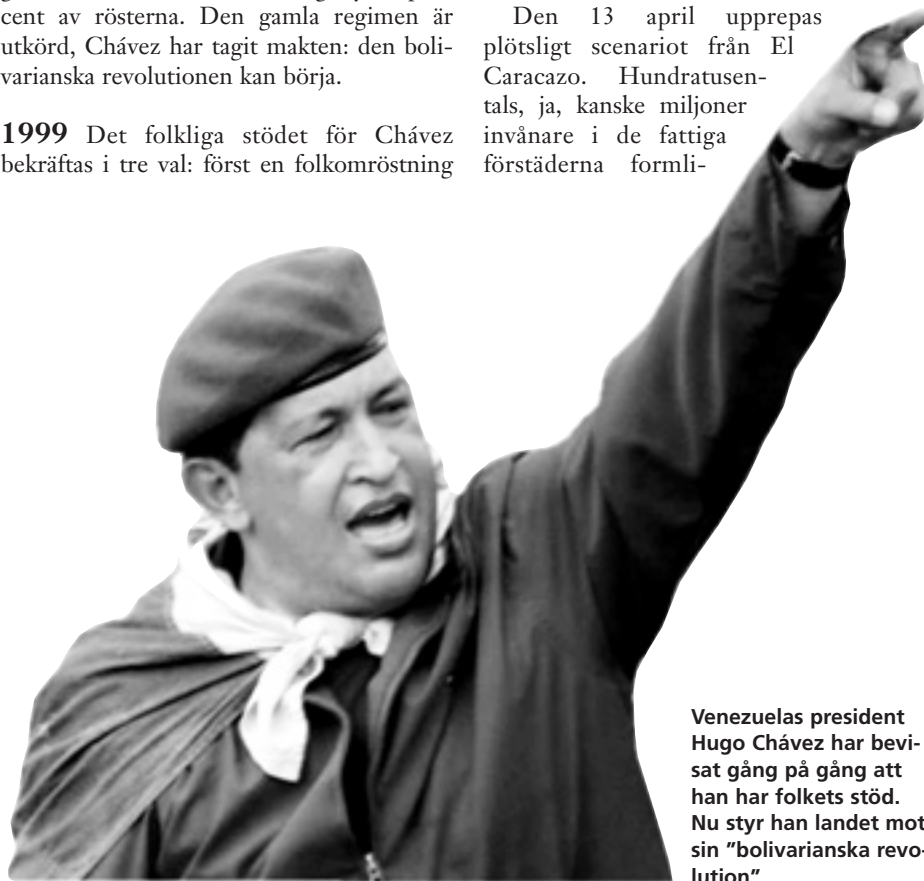 cent av rösterna. Den gamla regimen är
utkörd, Chávez har tagit makten: den boli-
varianska revolutionen kan börja.
1999 Det folkliga stödet för Chávez
bekräftas i tre val: först en folkomröstning
Den 13 april upprepas
plötsligt scenariot från El
Caracazo. Hundratusen-
tals, ja, kanske miljoner
invånare i de fattiga
förstäderna formli-
Venezuelas president
Hugo Chávez har bevi-
sat gång på gång att
han har folkets stöd.
Nu styr han landet mot
sin ”bolivarianska revo-
lution”